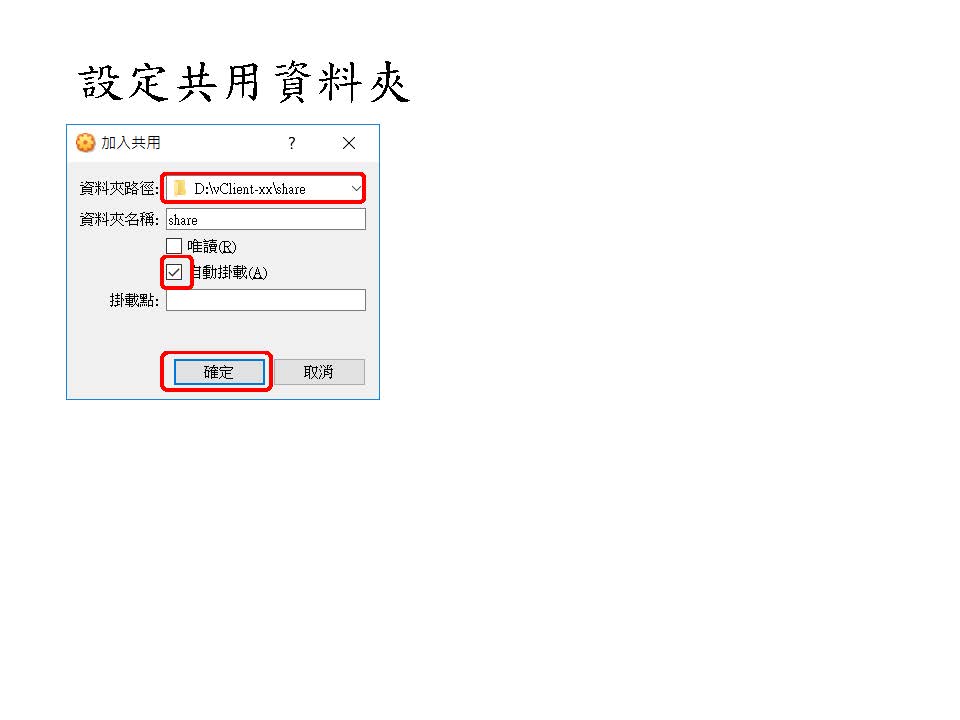 設定共用資料夾
加入共用 ?
資料夾路徑: D:\vClient-xx\share
資料夾名稱: share
唯讀(R)
自動掛載(A)
掛載點:
確定 取消